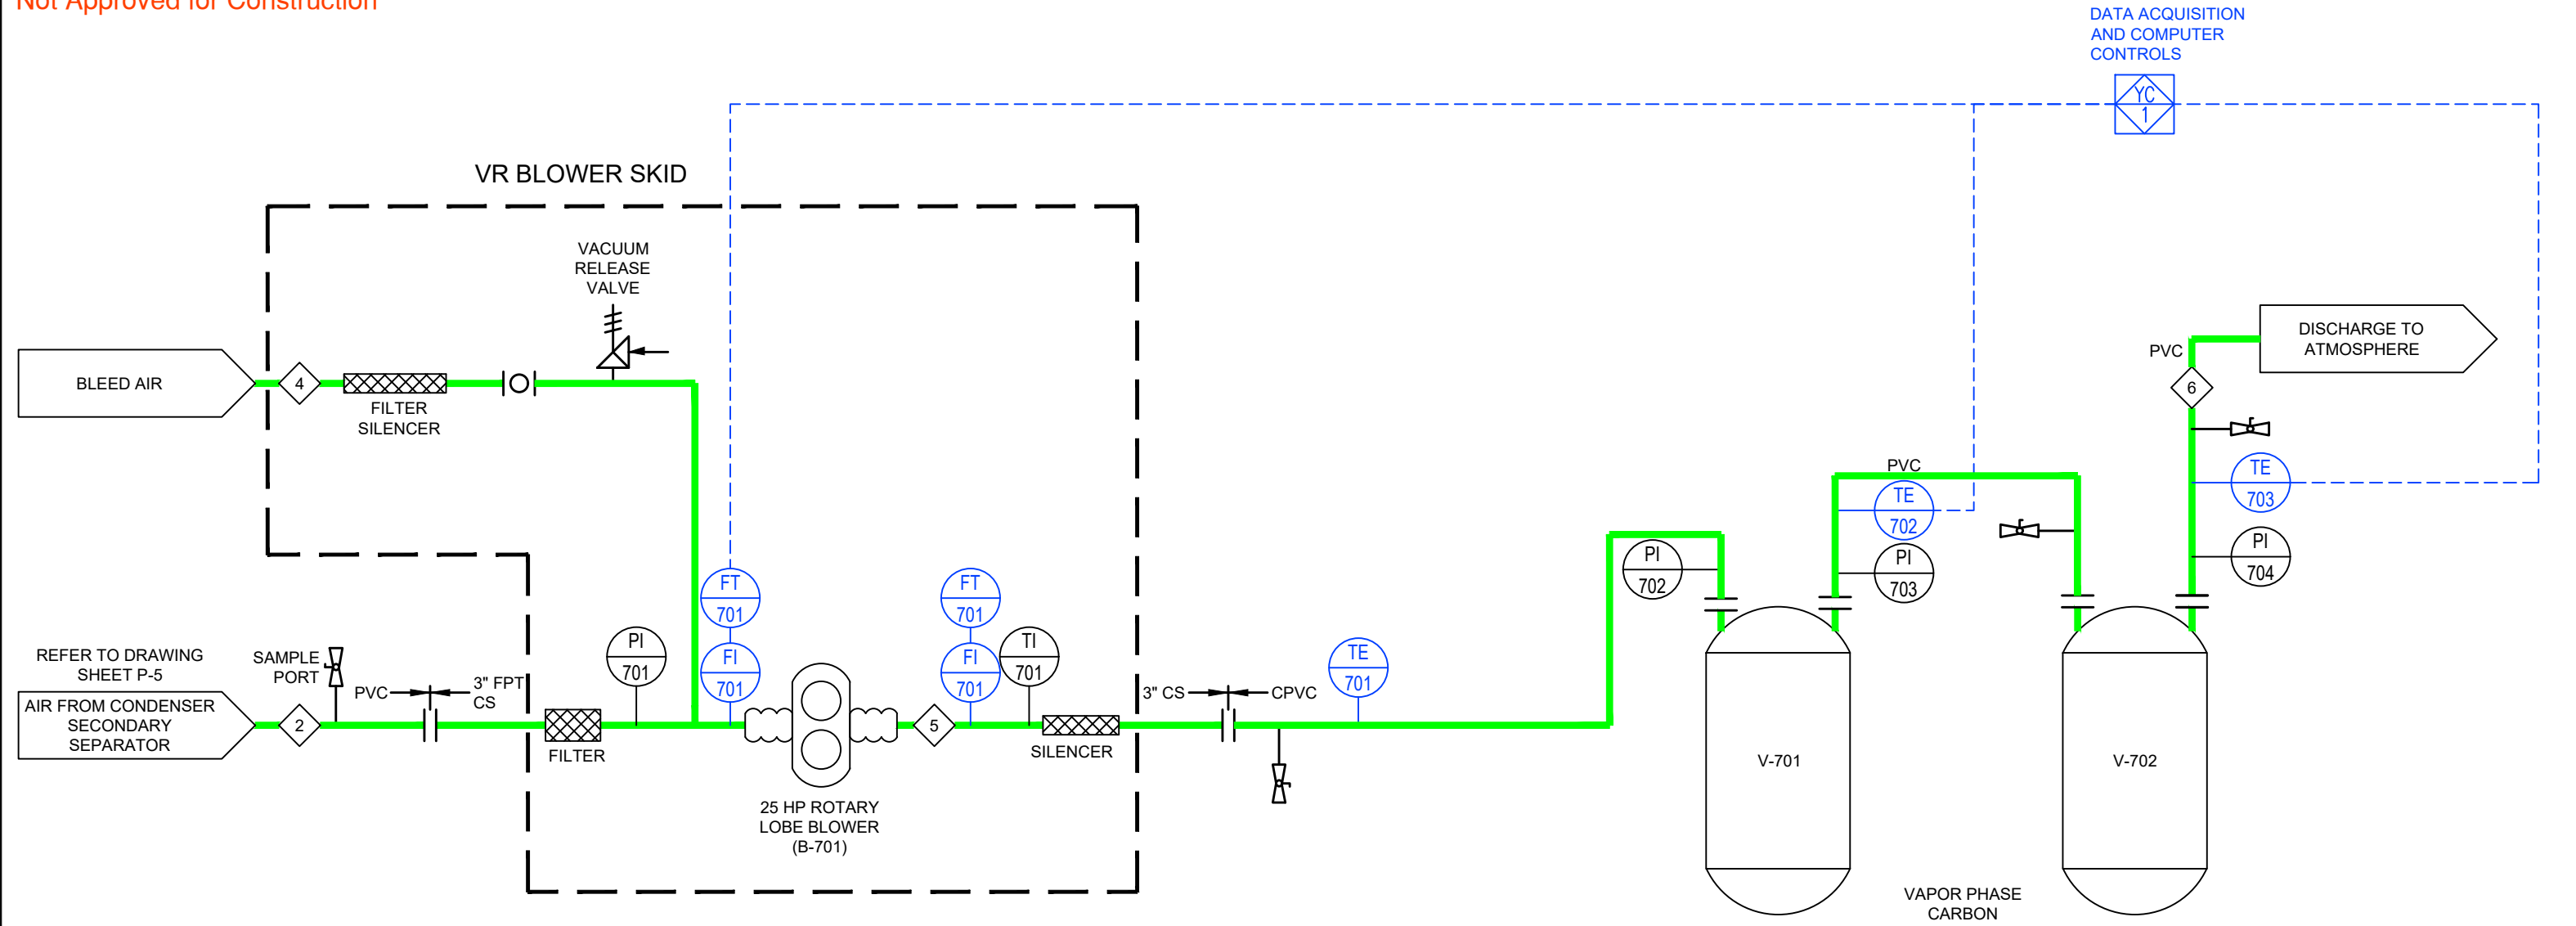 Not Approved for Construction
DATA ACQUISITION
AND COMPUTER
CONTROLS
YC
1
VR BLOWER SKID
VACUUM
RELEASE
VALVE
BLEED AIR
4
FILTER
SILENCER
DISCHARGE TO
ATMOSPHERE
PVC
6
TE
703
PI
704
PVC
TE
702
PI
703
PI
702
REFER TO DRAWING
SHEET P-5
AIR FROM CONDENSER
SECONDARY
SEPARATOR
2
SAMPLE
PORT
PVC
3" FPT
CS
FILTER
PI
701
FT
701
FI
701
25 HP ROTARY
LOBE BLOWER
(B-701)
5
FT
701
FI
701
TI
701
SILENCER
3" CS
CPVC
TE
701
V-701
V-702
VAPOR PHASE
CARBON